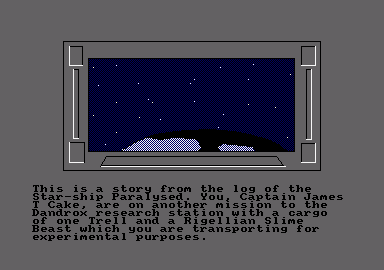 This is a story from the log of the
Star-ship Paralysed. You, Captain James
T Cake, are on another mission to the
Dandrox research station with a cargo
of one Trell and a Rigellian Slime
Beast which you are transporting for
experimental purposes.